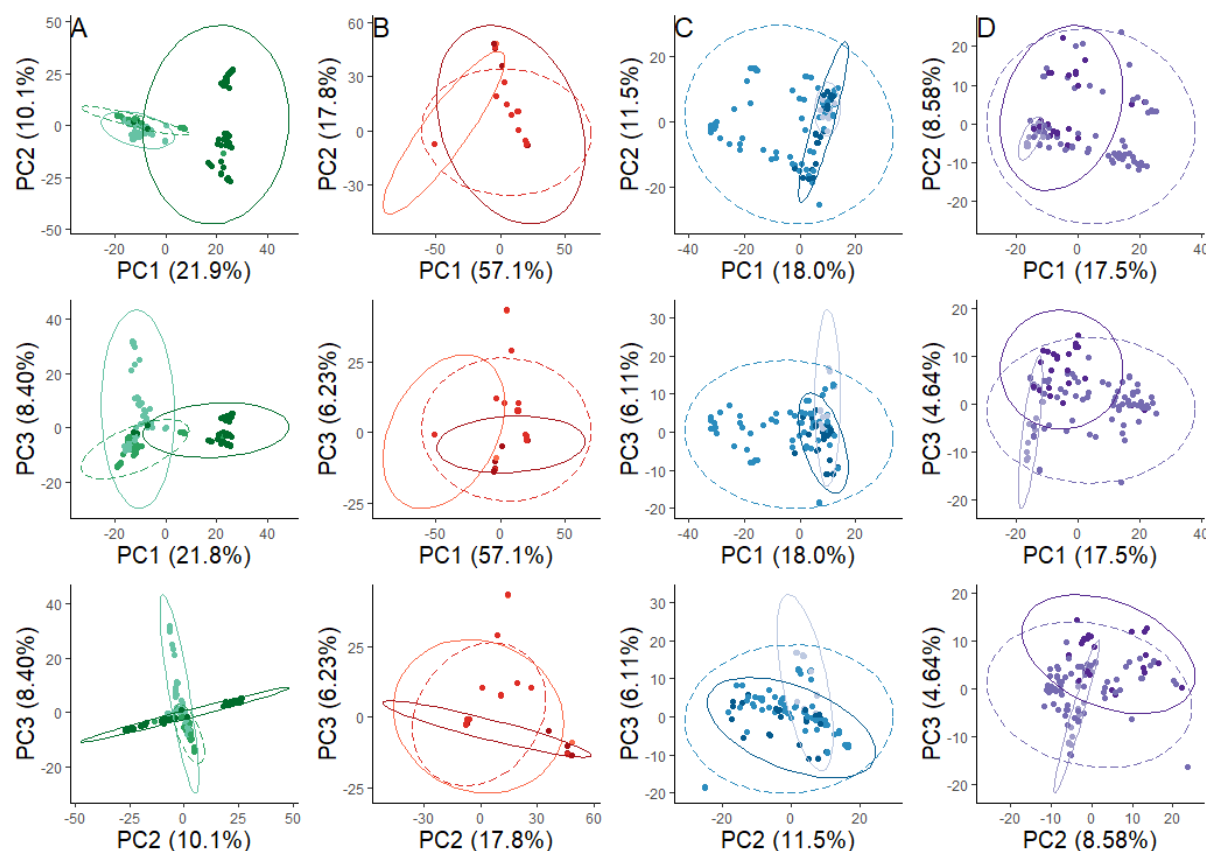 A
50
25
0
-25
-50
PC2 (10.1%)
-20 0 20 40
PC1 (21.9%)
B
60
30
0
-30
PC2 (17.8%)
-50 0 50
PC1 (57.1%)
C
20
0
-20
PC2 (11.5%)
-20 0 20
PC1 (18.0%)
D
20
10
0
-10
-20
PC2 (8.58%)
-20 0 20 40
PC1 (17.5%)
40
20
0
-20
PC3 (8.40%)
-20 0 20 40
PC1 (21.8%)
25
0
-25
PC3 (6.23%)
-50 0 50
PC1 (57.1%)
30
20
10
0
-10
-20
PC3 (6.11%)
-20 0 20
PC1 (18.0%)
20
10
0
-10
-20
PC3 (4.64%)
-20 0 20 40
PC1 (17.5%)
40
20
0
-20
PC3 (8.40%)
-50 -25 0 25 50
PC2 (10.1%)
25
0
-25
PC3 (6.23%)
-30 0 30 60
PC2 (17.8%)
30
20
10
0
-10
-20
PC3 (6.11%)
-20 0 20
PC2 (11.5%)
20
10
0
-10
-20
PC3 (4.64%)
-20 -10 0 10 20
PC2 (8.58%)